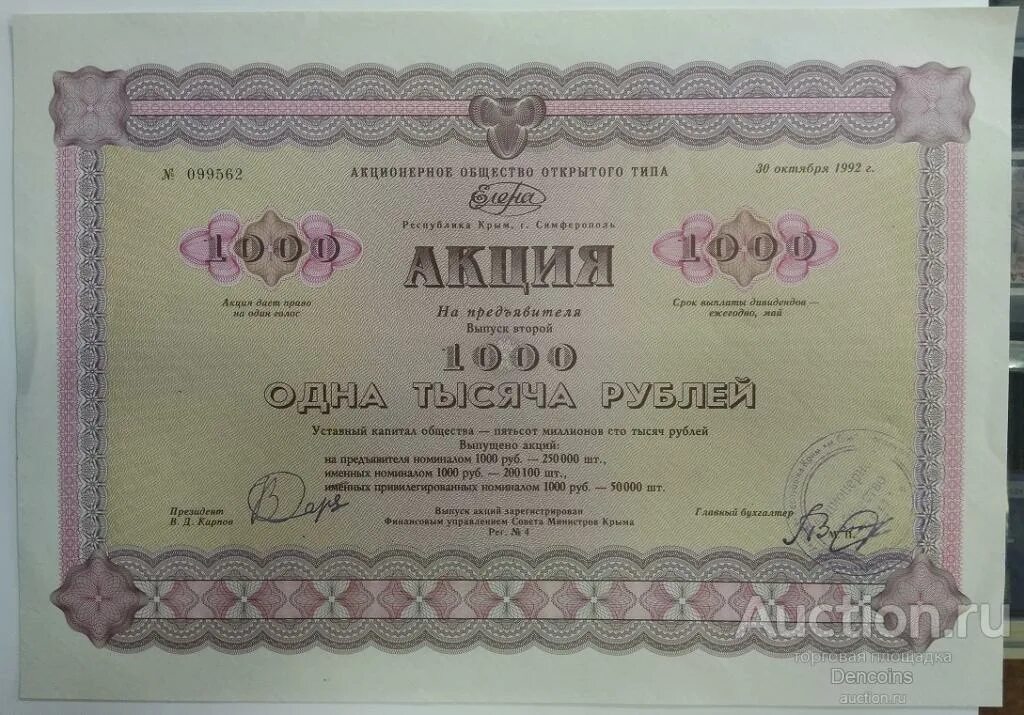 № 099562
АКЦИОНЕРНОЕ ОБЩЕСТВО ОТКРЫТОГО ТИПА
30 октября 1992 г.
Елена
Республика Крым, г. Симферополь
1000
АКЦИЯ
1000
Акция дает право
на один голос
На предъявителя
Срок выплаты дивидендов —
ежегодно, май
Выпуск второй
1000
ОДНА ТЫСЯЧА РУБЛЕЙ
Уставный капитал общества — пятьсот миллионов сто тысяч рублей
Выпущено акций:
на предъявителя номиналом 1000 руб. — 250000 шт.,
именных номиналом 1000 руб. — 200100 шт.,
именных привилегированных номиналом 1000 руб. — 50000 шт.
Президент
В. Д. Карпов
Выпуск акций зарегистрирован
Финансовым управлением Совета Министров Крыма
Рег. № 4
Главный бухгалтер
М. П.
Auction.ru
торговая площадка
Dencoins
auction.ru